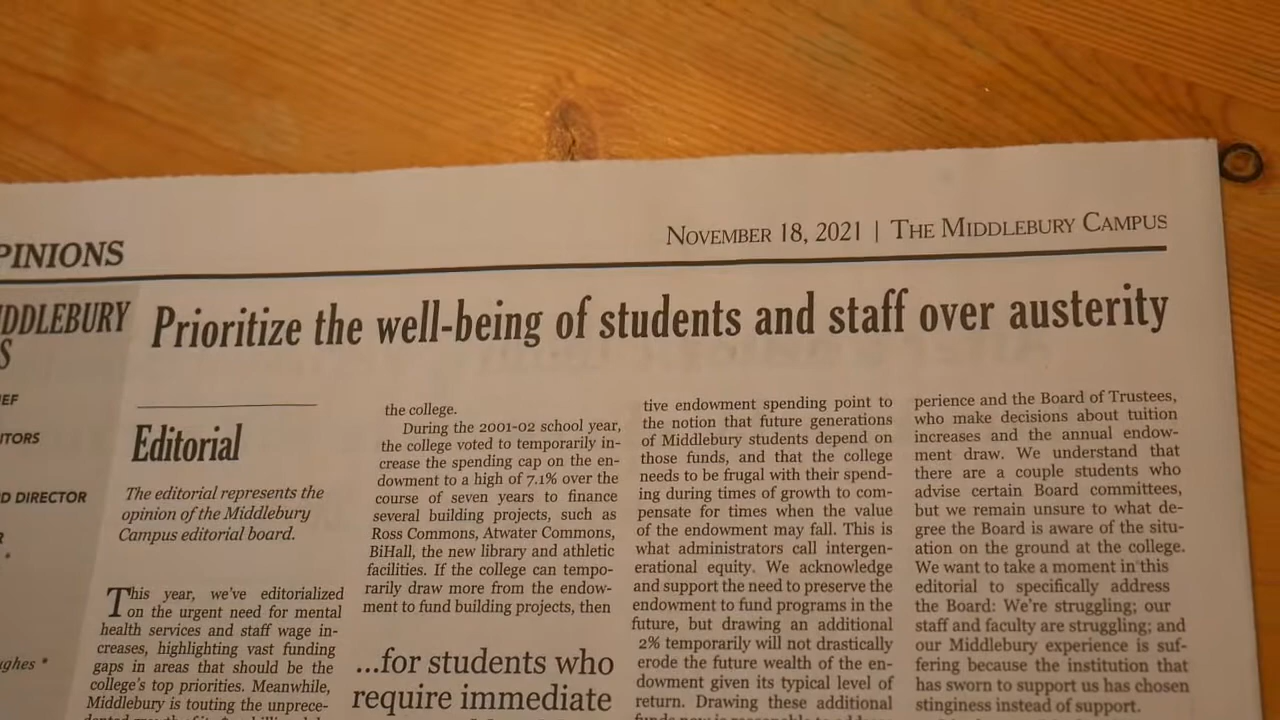 PINIONS
NOVEMBER 18, 2021 | THE MIDDLEBURY CAMPUS
DDLEBURY
S
EF
ITORS
D DIRECTOR
R
*
ughes *
Prioritize the well-being of students and staff over austerity
Editorial
The editorial represents the
opinion of the Middlebury
Campus editorial board.
This year, we've editorialized
on the urgent need for mental
health services and staff wage in-
creases, highlighting vast funding
gaps in areas that should be the
college's top priorities. Meanwhile,
Middlebury is touting the unprece-
the college.
During the 2001-02 school year,
the college voted to temporarily in-
crease the spending cap on the en-
dowment to a high of 7.1% over the
course of seven years to finance
several building projects, such as
Ross Commons, Atwater Commons,
BiHall, the new library and athletic
facilities. If the college can tempo-
rarily draw more from the endow-
ment to fund building projects, then
...for students who
require immediate
tive endowment spending point to
the notion that future generations
of Middlebury students depend on
those funds, and that the college
needs to be frugal with their spend-
ing during times of growth to com-
pensate for times when the value
of the endowment may fall. This is
what administrators call intergen-
erational equity. We acknowledge
and support the need to preserve the
endowment to fund programs in the
future, but drawing an additional
2% temporarily will not drastically
erode the future wealth of the en-
dowment given its typical level of
return. Drawing these additional
perience and the Board of Trustees,
who make decisions about tuition
increases and the annual endow-
ment draw. We understand that
there are a couple students who
advise certain Board committees,
but we remain unsure to what de-
gree the Board is aware of the situ-
ation on the ground at the college.
We want to take a moment in this
editorial to specifically address
the Board: We're struggling; our
staff and faculty are struggling; and
our Middlebury experience is suf-
fering because the institution that
has sworn to support us has chosen
stinginess instead of support.